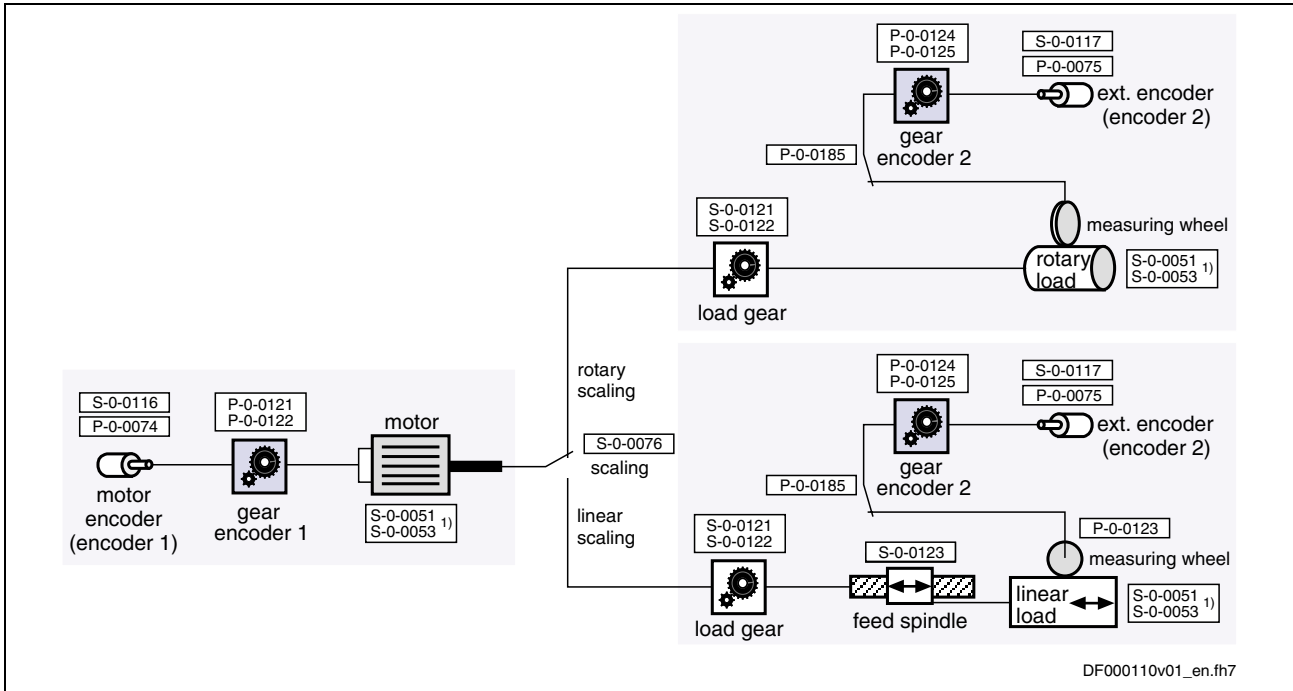 P-0-0124
P-0-0125
S-0-0117
P-0-0075
ext. encoder
(encoder 2)
gear
encoder 2
P-0-0185
S-0-0121
S-0-0122
measuring wheel
rotary
load
S-0-0051
S-0-0053 1)
load gear
rotary
scaling
S-0-0116
P-0-0074
P-0-0121
P-0-0122
motor
S-0-0076
scaling
motor
encoder
(encoder 1)
gear
encoder 1
S-0-0051
S-0-0053 1)
linear
scaling
P-0-0124
P-0-0125
S-0-0117
P-0-0075
ext. encoder
(encoder 2)
gear
encoder 2
P-0-0185
S-0-0121
S-0-0122
S-0-0123
P-0-0123
measuring wheel
linear
load
S-0-0051
S-0-0053 1)
load gear
feed spindle
DF000110v01_en.fh7